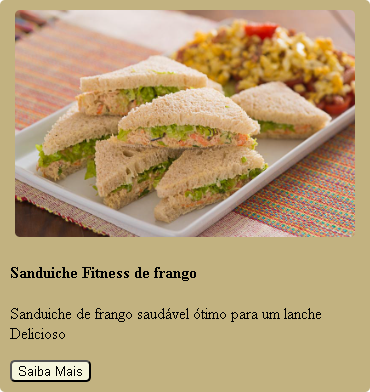 Sanduiche Fitness de frango
Sanduiche de frango saudável ótimo para um lanche
Delicioso
Saiba Mais